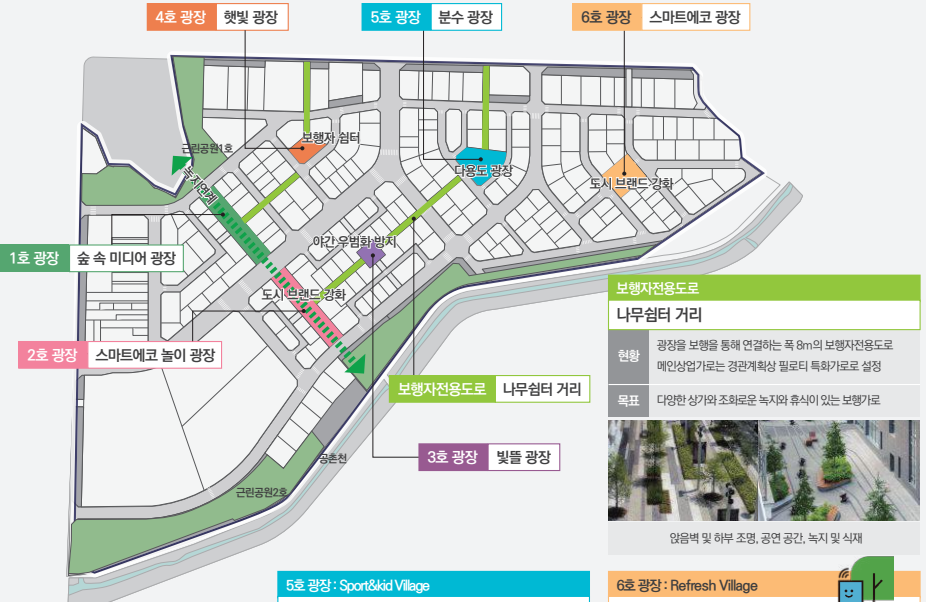 4호 광장 햇빛 광장
5호 광장 분수 광장
6호 광장 스마트에코 광장
보행자 쉼터
근린공원1호
다용도 광장
녹지연계
도시 브랜드 강화
야간 우범화 방지
1호 광장 숲 속 미디어 광장
도시 브랜드 강화
보행자전용도로
나무쉼터 거리
현황
광장을 보행을 통해 연결하는 폭 8m의 보행자전용도로
메인상업가로는 경관계획상 필로티 특화가로로 설정
2호 광장 스마트에코 놀이 광장
보행자전용도로 나무쉼터 거리
목표 다양한 상가와 조화로운 녹지와 휴식이 있는 보행가로
3호 광장 빛뜰 광장
공촌천
근린공원2호
앉음벽 및 하부 조명, 공연 공간, 녹지 및 식재
5호 광장 : Sport&kid Village
6호 광장 : Refresh Village